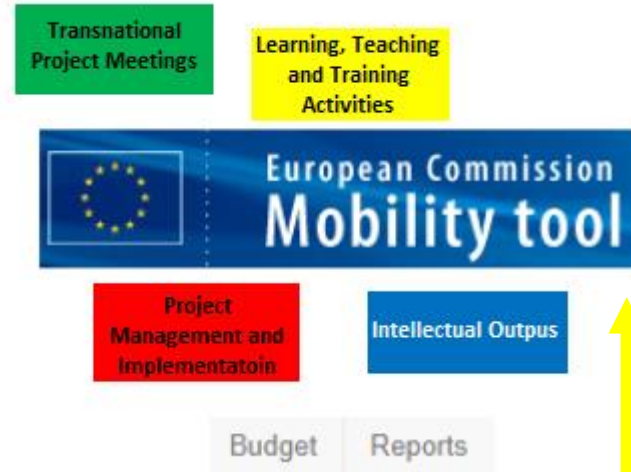 Transnational
Project Meetings
Learning, Teaching
and Training
Activities
European Commission
Mobility tool
Project
Management and
Implementatoin
Intellectual Outpus
Budget Reports